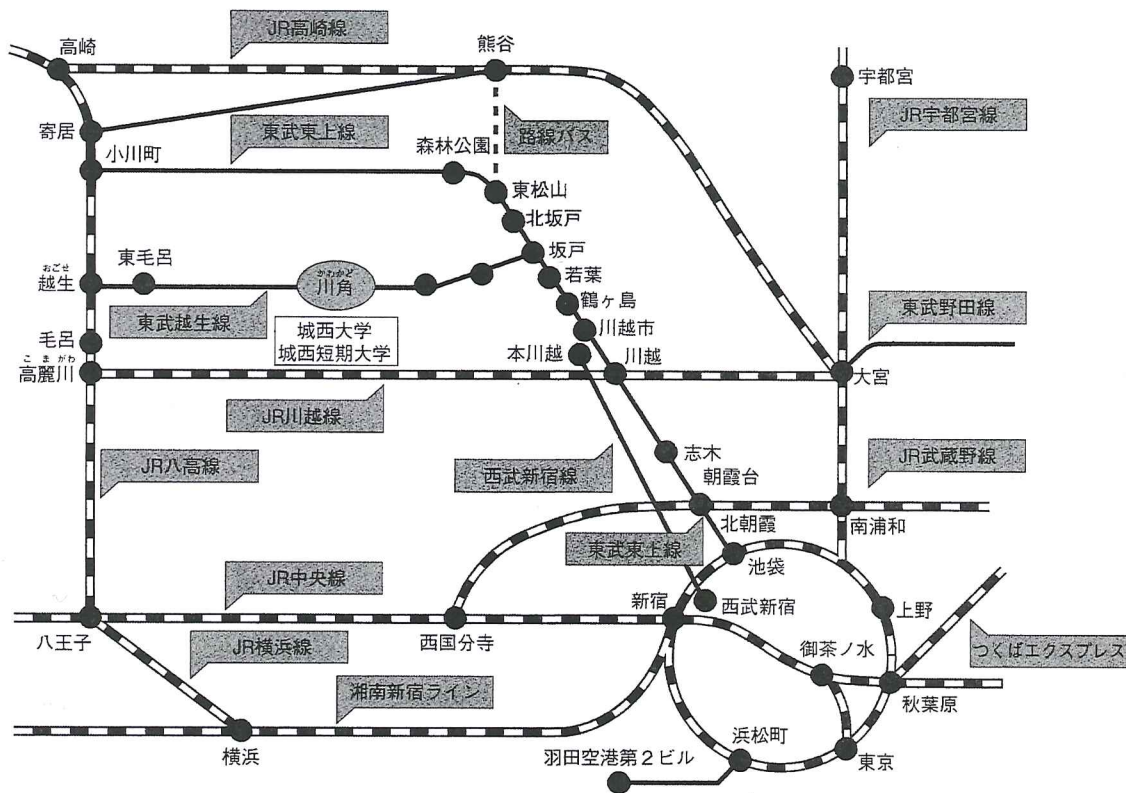 JR高崎線
高崎
熊谷
宇都宮
JR宇都宮線
寄居
東武東上線
路線バス
小川町
森林公園
東松山
北坂戸
坂戸
東毛呂
おごせ
越生
かわかど
川角
若葉
鶴ヶ島
東武越生線
城西大学
城西短期大学
川越市
東武野田線
毛呂
本川越
川越
こまがわ
高麗川
大宮
JR川越線
JR八高線
西武新宿線
志木
朝霞台
JR武蔵野線
北朝霞
南浦和
東武東上線
池袋
JR中央線
新宿
西武新宿
上野
八王子
西国分寺
御茶ノ水
JR横浜線
つくばエクスプレス
湘南新宿ライン
秋葉原
横浜
浜松町
羽田空港第2ビル
東京